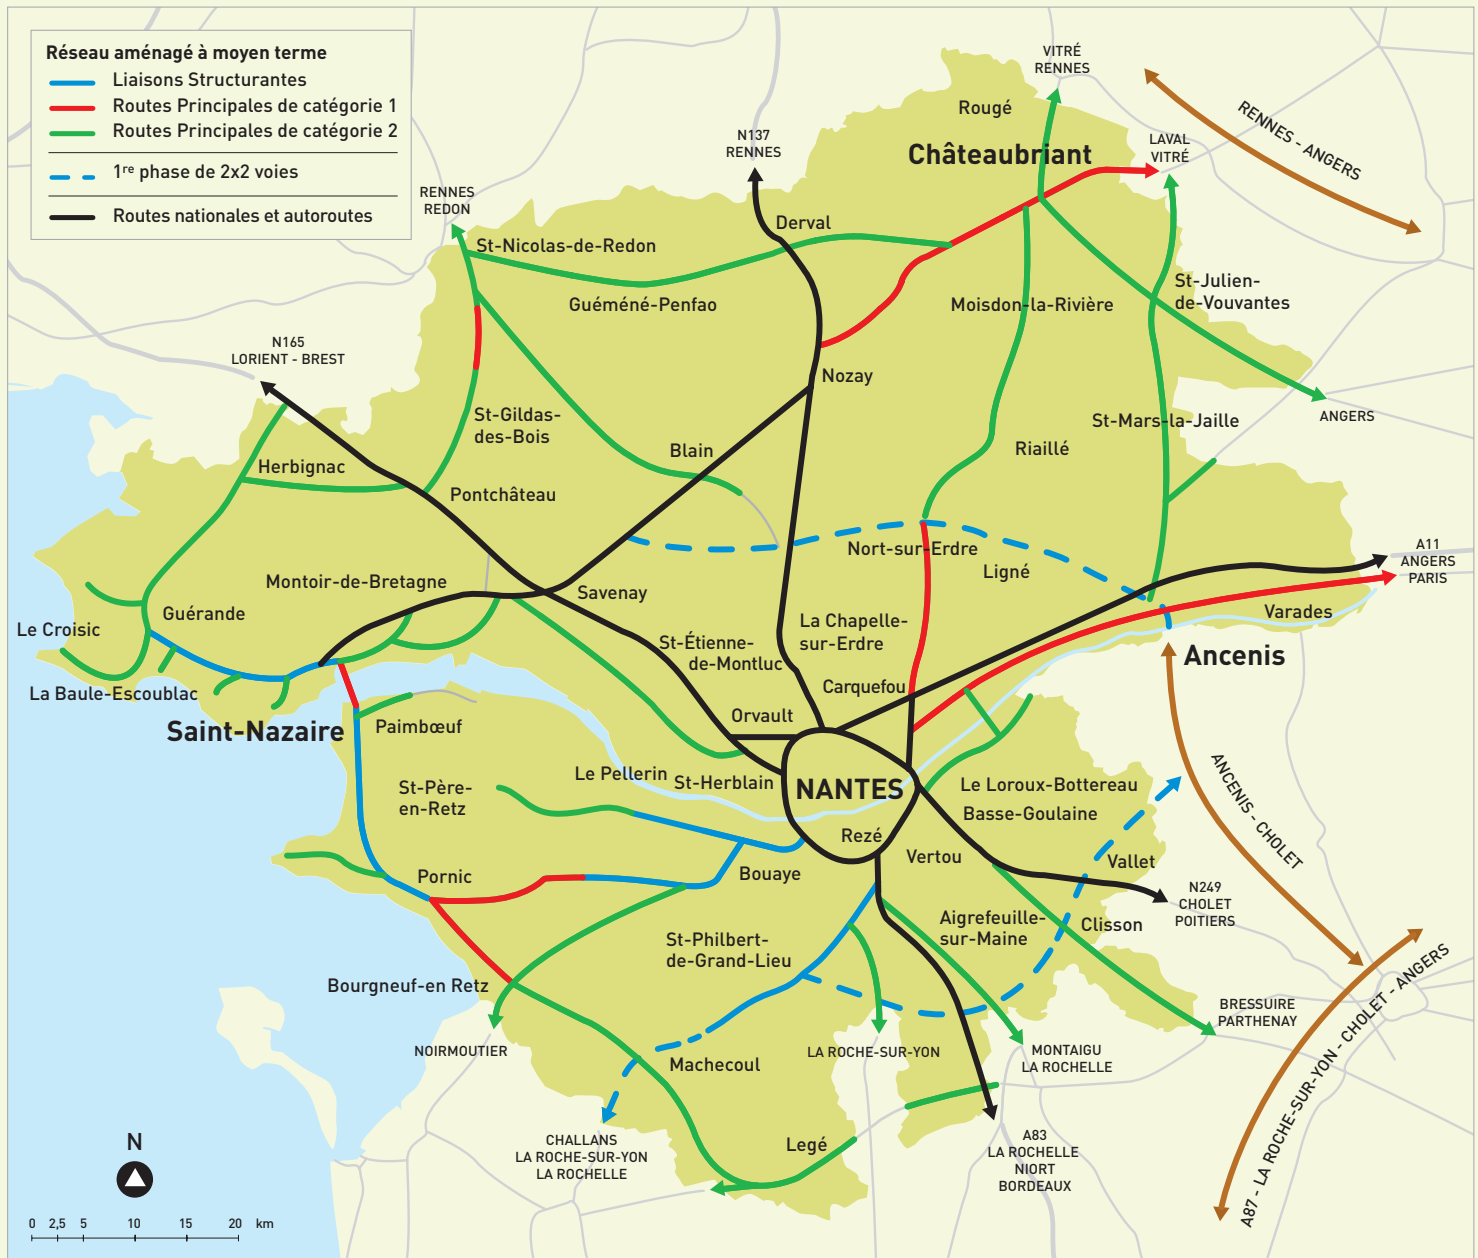 Réseau aménagé à moyen terme
Liaisons Structurantes
Routes Principales de catégorie 1
Routes Principales de catégorie 2
1re phase de 2x2 voies
Routes nationales et autoroutes
VITRÉ
RENNES
Rougé
RENNES - ANGERS
N137
RENNES
Châteaubriant
LAVAL
VITRÉ
RENNES
REDON
Derval
St-Nicolas-de-Redon
Guéméné-Penfao
Moisdon-la-Rivière
St-Julien-
de-Vouvantes
N165
LORIENT - BREST
Nozay
St-Gildas-
des-Bois
ANGERS
St-Mars-la-Jaille
Blain
Riaillé
Herbignac
Pontchâteau
Nort-sur-Erdre
Ligné
A11
ANGERS
PARIS
Montoir-de-Bretagne
Savenay
Guérande
Varades
Le Croisic
La Chapelle-
sur-Erdre
St-Étienne-
de-Montluc
Ancenis
La Baule-Escoublac
Carquefou
Saint-Nazaire
Paimbœuf
Orvault
Le Pellerin
St-Herblain
NANTES
St-Père-
en-Retz
Le Loroux-Bottereau
Basse-Goulaine
ANCENIS - CHOLET
Rezé
Vertou
Vallet
Pornic
Bouaye
N249
CHOLET
POITIERS
Aigrefeuille-
sur-Maine
Clisson
St-Philbert-
de-Grand-Lieu
Bourgneuf-en Retz
BRESSUIRE
PARTHENAY
NOIRMOUTIER
Machecoul
LA ROCHE-SUR-YON
MONTAIGU
LA ROCHELLE
A87 - LA ROCHE-SUR-YON - CHOLET - ANGERS
CHALLANS
LA ROCHE-SUR-YON
LA ROCHELLE
Legé
A83
LA ROCHELLE
NIORT
BORDEAUX
N
0 2,5 5 10 15 20 km